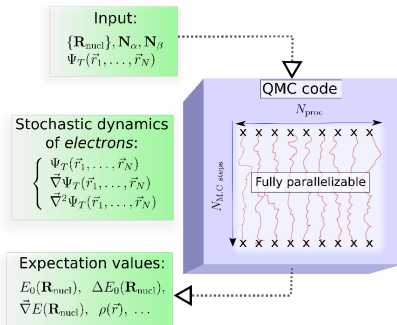 Input:
{R_nucl}, N_α, N_β
Ψ_T(r⃗_1, …, r⃗_N)
QMC code
N_proc
Stochastic dynamics
of electrons:
Ψ_T(r⃗_1, …, r⃗_N)
∇⃗Ψ_T(r⃗_1, …, r⃗_N)
∇⃗²Ψ_T(r⃗_1, …, r⃗_N)
x x x x x x x x x
N_M.C steps
Fully parallelizable
x x x x x x x x x
Expectation values:
E_0(R_nucl), ΔE_0(R_nucl),
∇⃗E(R_nucl), ρ(r⃗), …